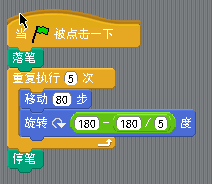 当 被点击一下
落笔
重复执行 5 次
移动 80 步
旋转 180 - 180 / 5 度
停笔